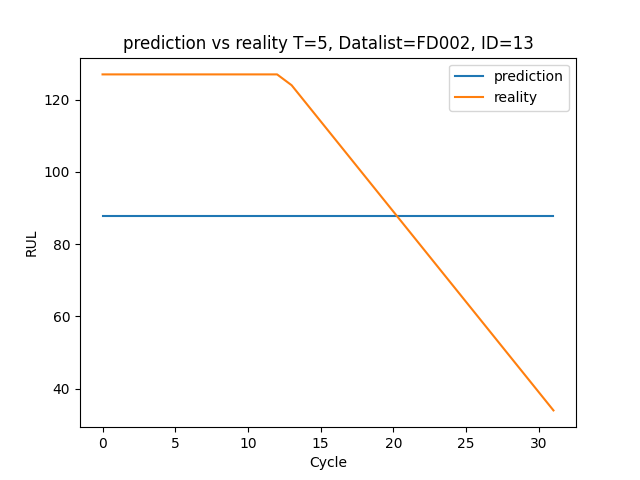 prediction vs reality T=5, Datalist=FD002, ID=13
prediction
reality
RUL
120
100
80
60
40
0 5 10 15 20 25 30
Cycle